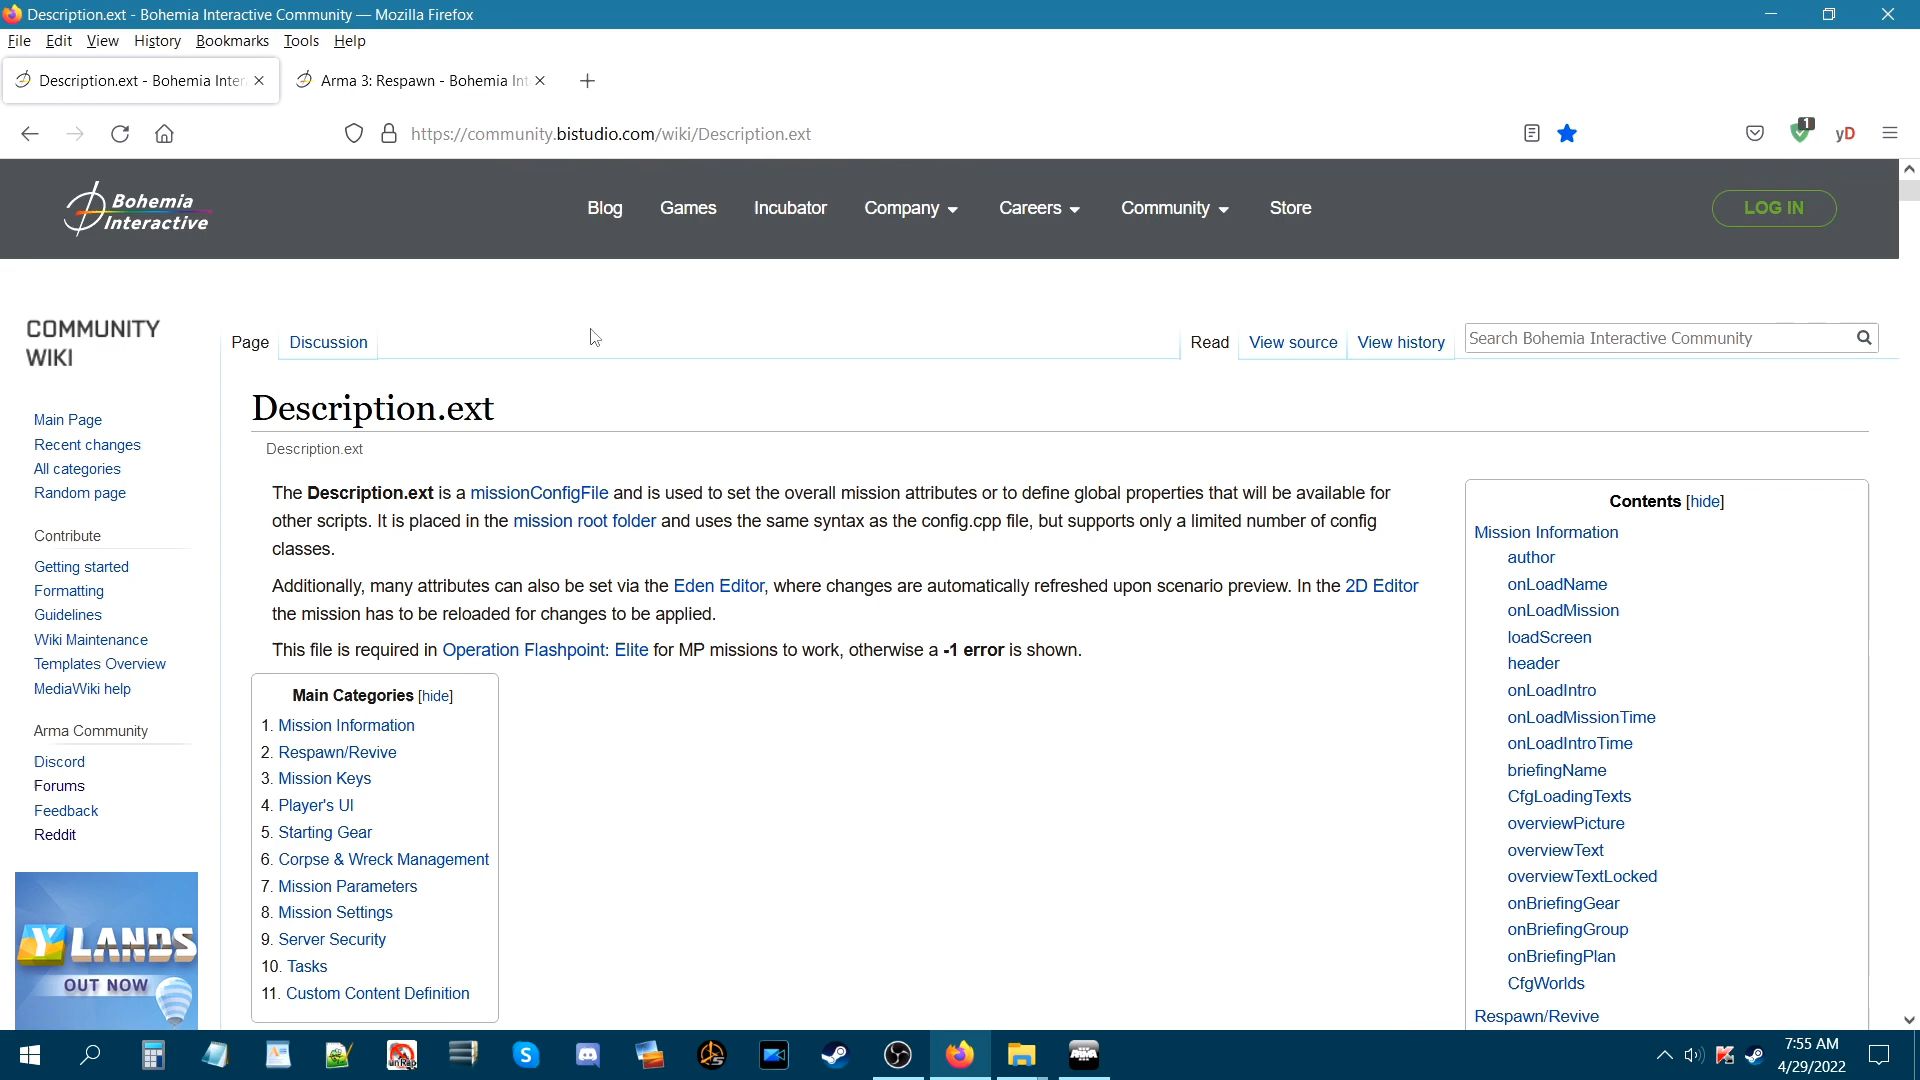 Description.ext - Bohemia Interactive Community — Mozilla Firefox
File Edit View History Bookmarks Tools Help
Description.ext - Bohemia Inter
Arma 3: Respawn - Bohemia Int
https://community.bistudio.com/wiki/Description.ext
1
yD
Bohemia
Interactive
Blog Games Incubator Company Careers Community Store
LOG IN
COMMUNITY
WIKI
Page Discussion
Read View source View history
Search Bohemia Interactive Community
Main Page
Recent changes
All categories
Random page
Contribute
Getting started
Formatting
Guidelines
Wiki Maintenance
Templates Overview
MediaWiki help
Arma Community
Discord
Forums
Feedback
Reddit
YLANDS
OUT NOW
Description.ext
Description.ext
The Description.ext is a missionConfigFile and is used to set the overall mission attributes or to define global properties that will be available for
other scripts. It is placed in the mission root folder and uses the same syntax as the config.cpp file, but supports only a limited number of config
classes.
Additionally, many attributes can also be set via the Eden Editor, where changes are automatically refreshed upon scenario preview. In the 2D Editor
the mission has to be reloaded for changes to be applied.
This file is required in Operation Flashpoint: Elite for MP missions to work, otherwise a -1 error is shown.
Main Categories [hide]
1. Mission Information
2. Respawn/Revive
3. Mission Keys
4. Player's UI
5. Starting Gear
6. Corpse & Wreck Management
7. Mission Parameters
8. Mission Settings
9. Server Security
10. Tasks
11. Custom Content Definition
Contents [hide]
Mission Information
author
onLoadName
onLoadMission
loadScreen
header
onLoadIntro
onLoadMissionTime
onLoadIntroTime
briefingName
CfgLoadingTexts
overviewPicture
overviewText
overviewTextLocked
onBriefingGear
onBriefingGroup
onBriefingPlan
CfgWorlds
Respawn/Revive
unRap
ARMA
7:55 AM
4/29/2022